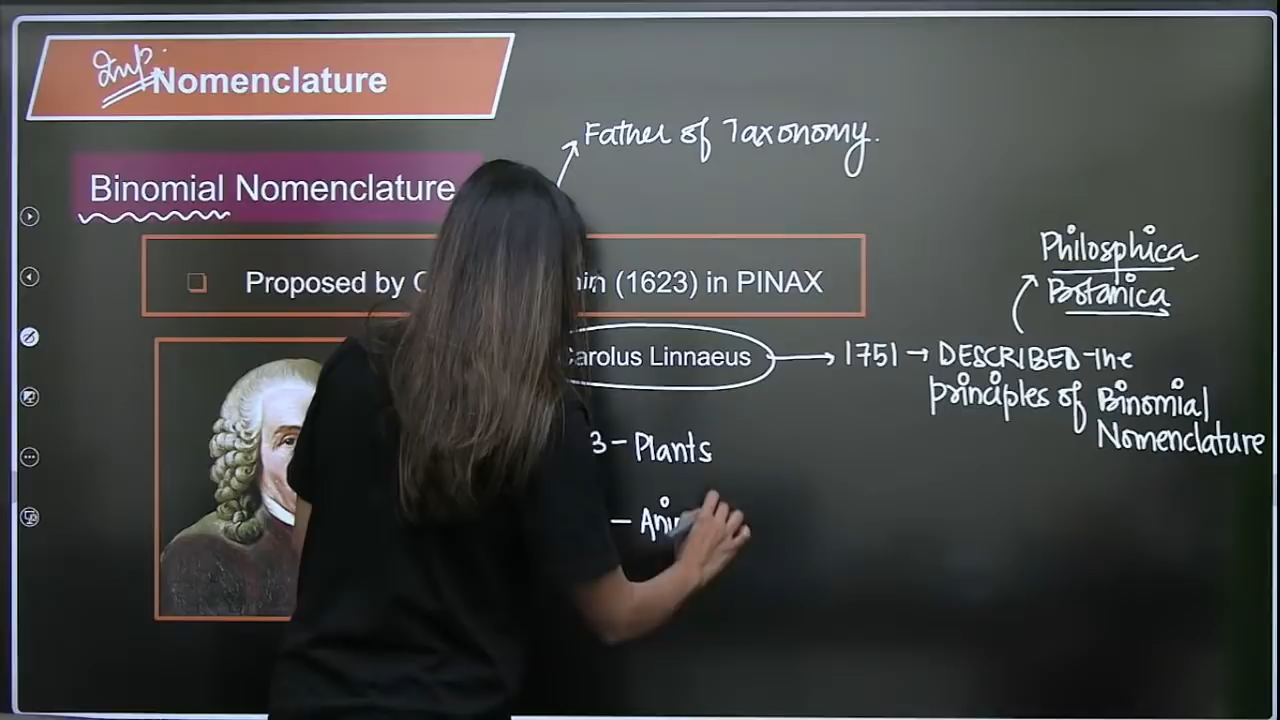 Imp. Nomenclature
Father of Taxonomy.
Binomial Nomenclature
Philosphica
Botanica
Proposed by (1623) in PINAX
Carolus Linnaeus → 1751 → DESCRIBED the
principles of Binomial
Nomenclature
3 - Plants